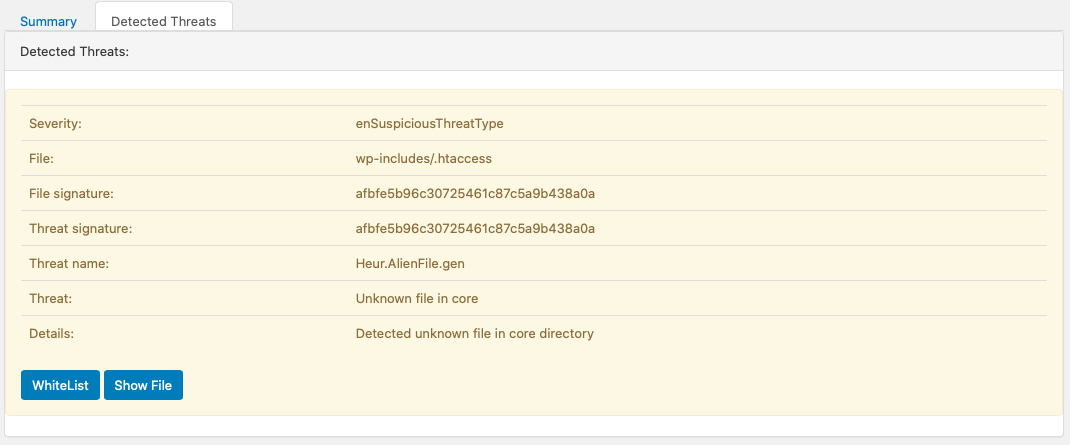 Summary
Detected Threats
Detected Threats:
Severity: enSuspiciousThreatType
File: wp-includes/.htaccess
File signature: afbfe5b96c30725461c87c5a9b438a0a
Threat signature: afbfe5b96c30725461c87c5a9b438a0a
Threat name: Heur.AlienFile.gen
Threat: Unknown file in core
Details: Detected unknown file in core directory
WhiteList Show File